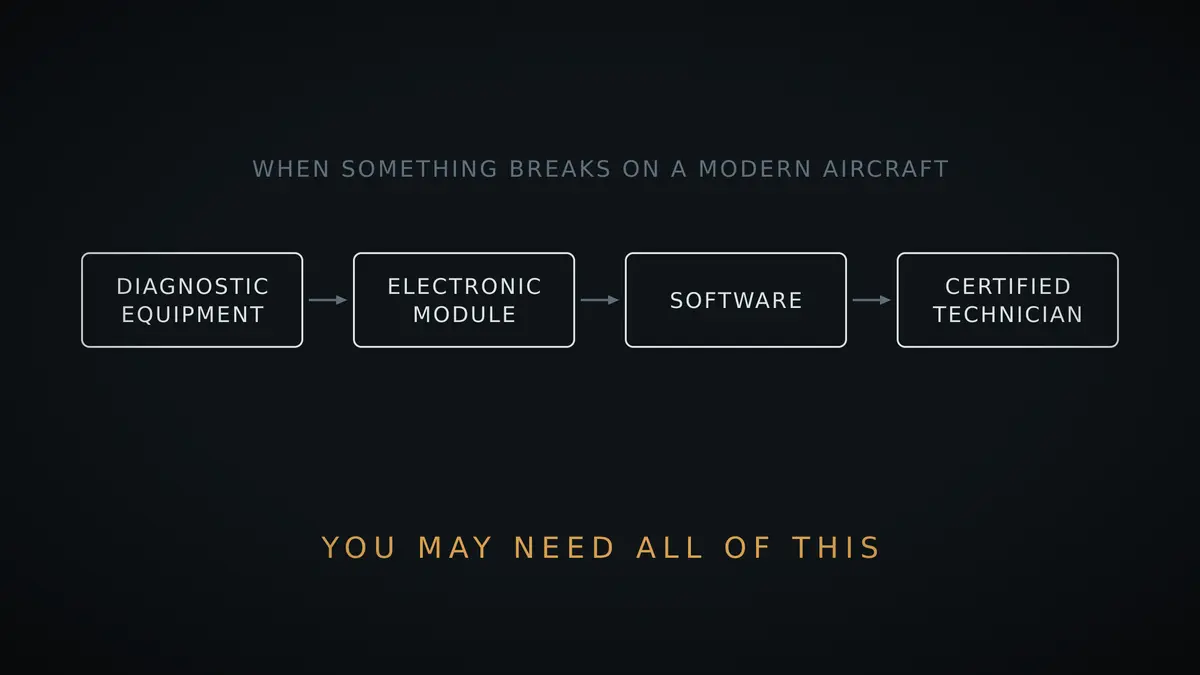 WHEN SOMETHING BREAKS ON A MODERN AIRCRAFT
DIAGNOSTIC
EQUIPMENT
ELECTRONIC
MODULE
SOFTWARE
CERTIFIED
TECHNICIAN
YOU MAY NEED ALL OF THIS